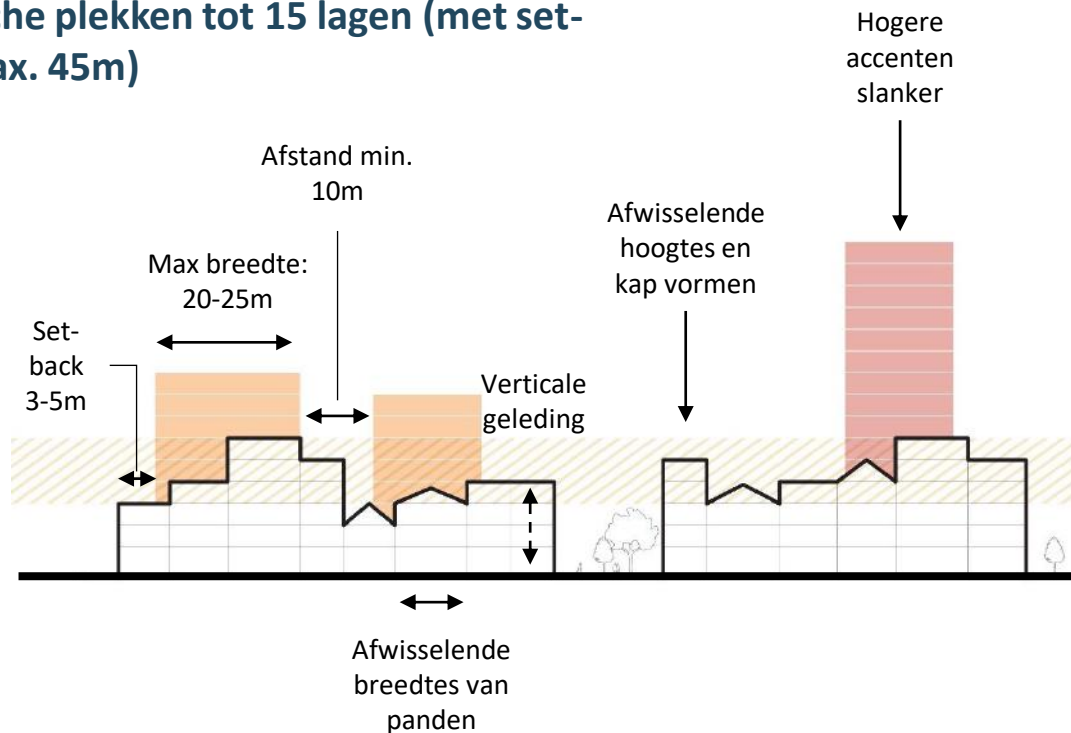 che plekken tot 15 lagen (met set-
ax. 45m)
Hogere
accenten
slanker
Afstand min.
10m
Afwisselende
hoogtes en
kap vormen
Max breedte:
20-25m
Set-
back
3-5m
Verticale
geleding
Afwisselende
breedtes van
panden